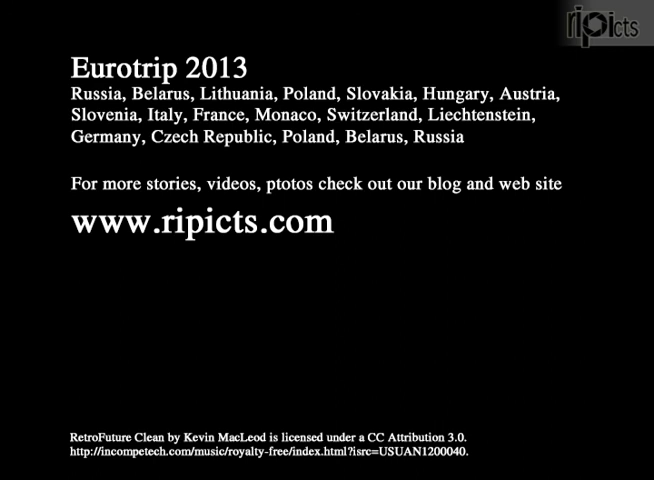 ripicts
Eurotrip 2013
Russia, Belarus, Lithuania, Poland, Slovakia, Hungary, Austria,
Slovenia, Italy, France, Monaco, Switzerland, Liechtenstein,
Germany, Czech Republic, Poland, Belarus, Russia
For more stories, videos, ptotos check out our blog and web site
www.ripicts.com
RetroFuture Clean by Kevin MacLeod is licensed under a CC Attribution 3.0.
http://incompetech.com/music/royalty-free/index.html?isrc=USUAN1200040.